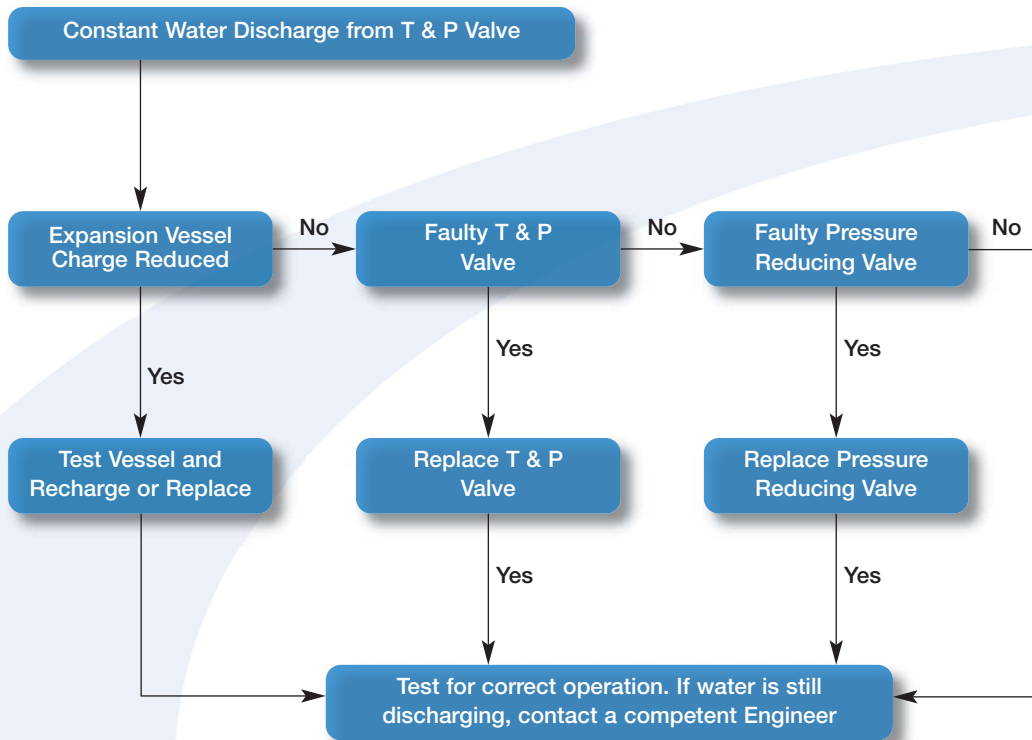 Constant Water Discharge from T & P Valve
Expansion Vessel
Charge Reduced
No
Faulty T & P
Valve
No
Faulty Pressure
Reducing Valve
No
Yes
Yes
Yes
Test Vessel and
Recharge or Replace
Replace T & P
Valve
Replace Pressure
Reducing Valve
Yes
Yes
Test for correct operation. If water is still
discharging, contact a competent Engineer